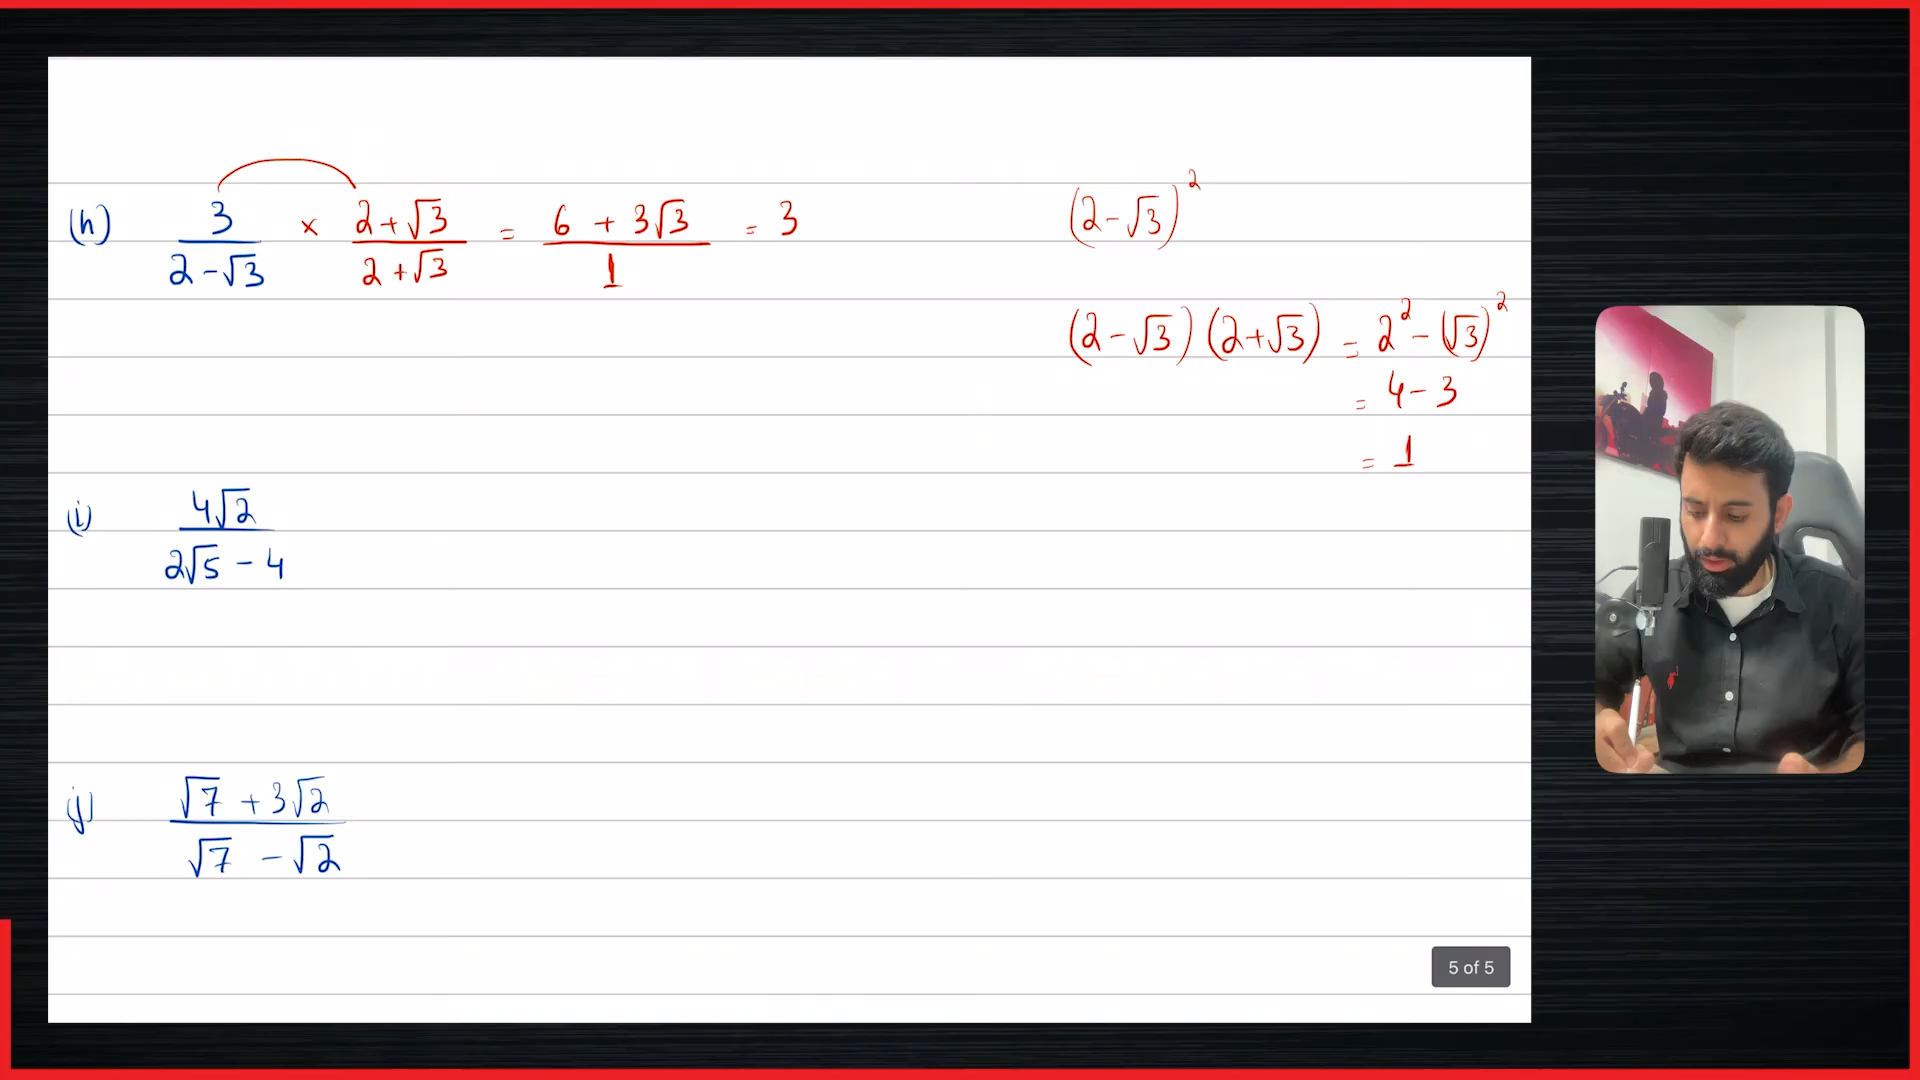 (h) 3/(2-√3) × (2+√3)/(2+√3) = (6 + 3√3)/1 = 3
(2-√3)²
(2-√3)(2+√3) = 2² - (√3)²
= 4 - 3
= 1
(i) 4√2/(2√5 - 4)
(j) (√7 + 3√2)/(√7 - √2)
5 of 5